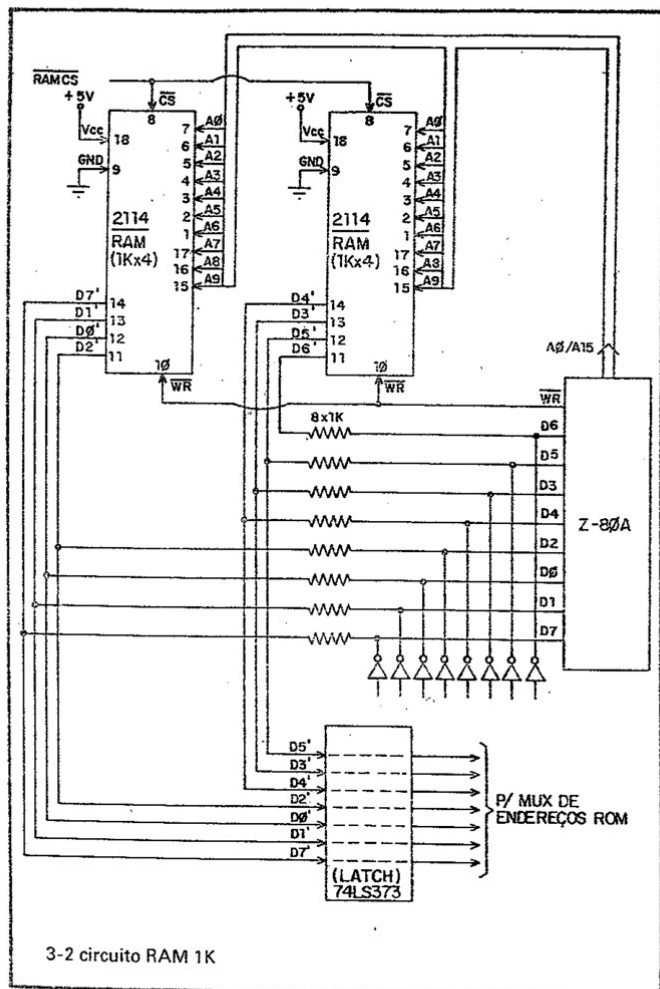 RAMCS
+5V
CS
8
Vcc
18
GND
9
2114
RAM
(1Kx4)
7 AØ
6 A1
5 A2
4 A3
3 A4
2 A5
1 A6
17 A7
16 A8
15 A9
D7' 14
D1' 13
DØ' 12
D2' 11
1Ø
WR
+5V
CS
8
Vcc
18
GND
9
2114
RAM
(1Kx4)
7 AØ
6 A1
5 A2
4 A3
3 A4
2 A5
1 A6
17 A7
16 A8
15 A9
D4' 14
D3' 13
D5' 12
D6' 11
1Ø
WR
AØ/A15
8x1K
WR
D6
D5
D3
D4
D2
DØ
D1
D7
Z-8ØA
D5'
D3'
D4'
D2'
DØ'
D1'
D7'
(LATCH)
74LS373
P/ MUX DE
ENDEREÇOS ROM
3-2 circuito RAM 1K